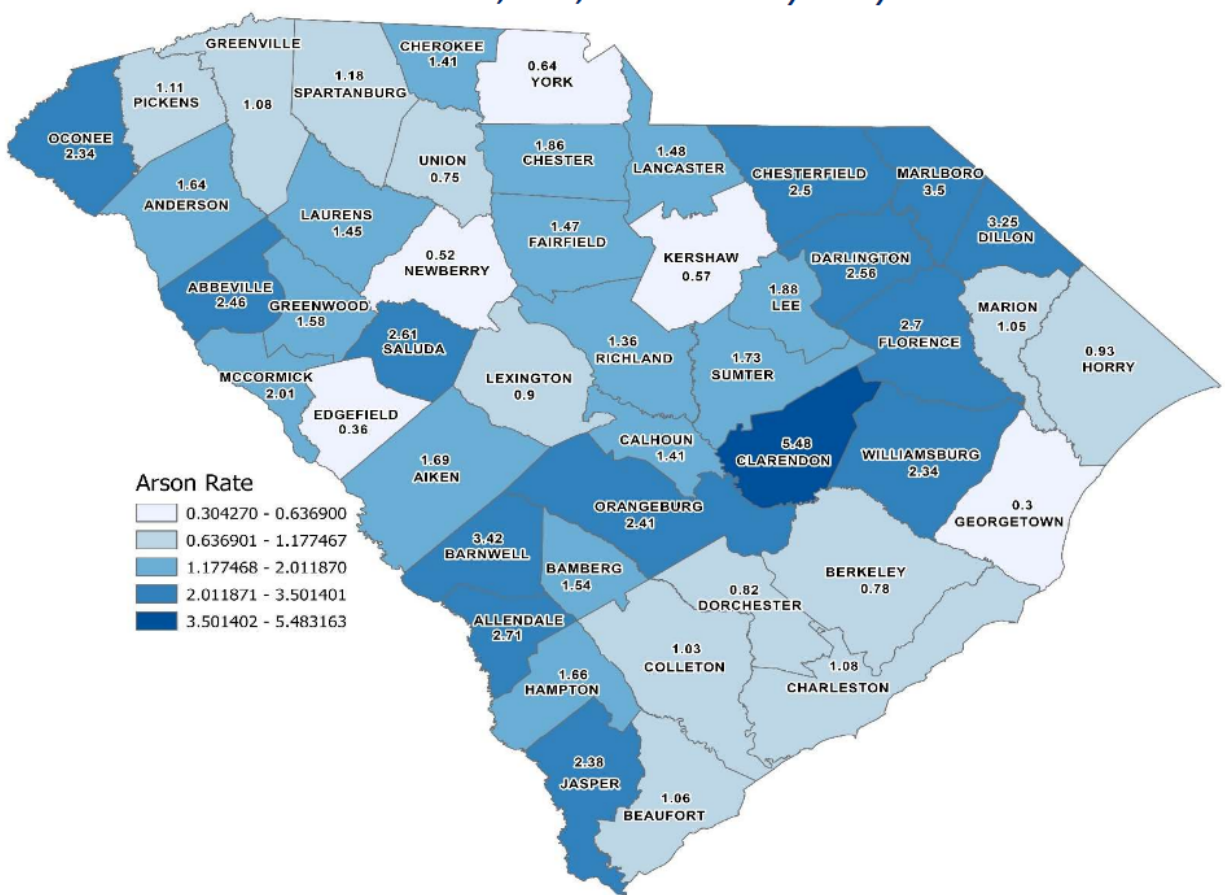 GREENVILLE
CHEROKEE
1.41
0.64
YORK
1.11
PICKENS
1.08
1.18
SPARTANBURG
OCONEE
2.34
UNION
0.75
1.86
CHESTER
1.48
LANCASTER
CHESTERFIELD
2.5
MARLBORO
3.5
1.64
ANDERSON
LAURENS
1.45
1.47
FAIRFIELD
3.25
DILLON
0.52
NEWBERRY
KERSHAW
0.57
DARLINGTON
2.56
ABBEVILLE
2.46
GREENWOOD
1.58
1.88
LEE
MARION
1.05
2.61
SALUDA
1.36
RICHLAND
2.7
FLORENCE
0.93
HORRY
MCCORMICK
2.01
LEXINGTON
0.9
1.73
SUMTER
EDGEFIELD
0.36
CALHOUN
1.41
5.48
CLARENDON
WILLIAMSBURG
2.34
1.69
AIKEN
ORANGEBURG
2.41
0.3
GEORGETOWN
3.42
BARNWELL
BAMBERG
1.54
BERKELEY
0.78
0.82
DORCHESTER
ALLENDALE
2.71
1.03
COLLETON
1.66
HAMPTON
1.08
CHARLESTON
2.38
JASPER
1.06
BEAUFORT
Arson Rate
0.304270 - 0.636900
0.636901 - 1.177467
1.177468 - 2.011870
2.011871 - 3.501401
3.501402 - 5.483163